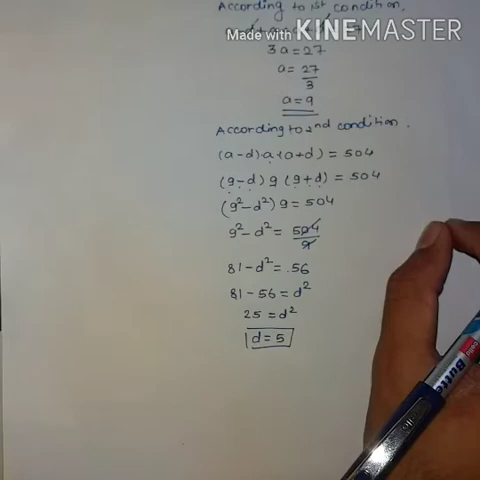 According to 1st condition.
Made with KINEMASTER
3a = 27
a = 27/3
a = 9
According to 2nd condition.
(a-d) a (a+d) = 504
(9-d) 9 (9+d) = 504
(9²-d²) 9 = 504
9²-d² = 504/9
81-d² = 56
81-56 = d²
25 = d²
d = 5